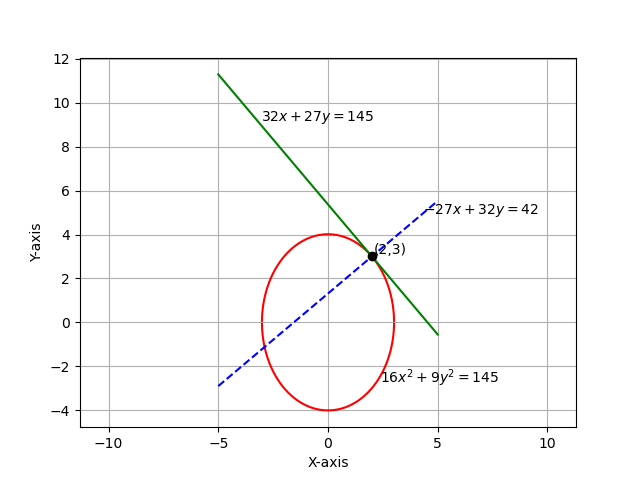 12
10
8
6
4
2
0
−2
−4
Y-axis
32x + 27y = 145
−27x + 32y = 42
(2,3)
16x² + 9y² = 145
−10 −5 0 5 10
X-axis